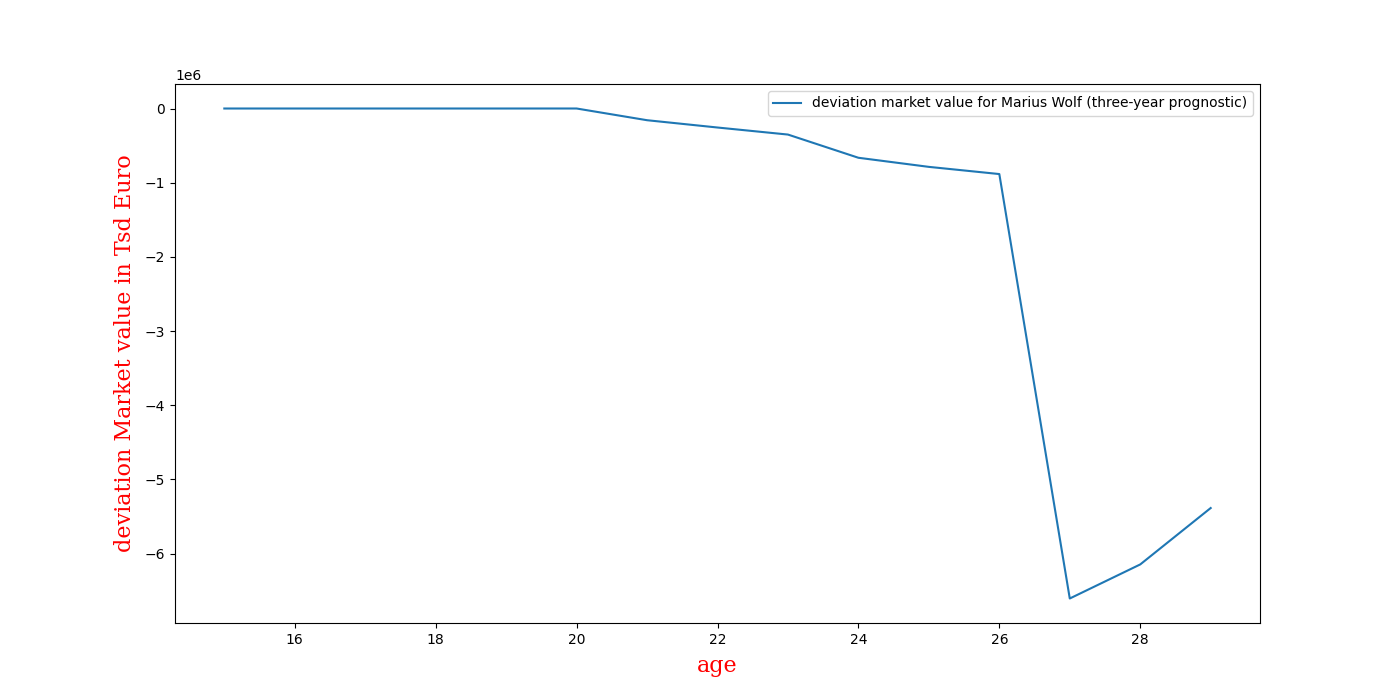 1e6
deviation market value for Marius Wolf (three-year prognostic)
deviation Market value in Tsd Euro
0
−1
−2
−3
−4
−5
−6
16 18 20 22 24 26 28
age